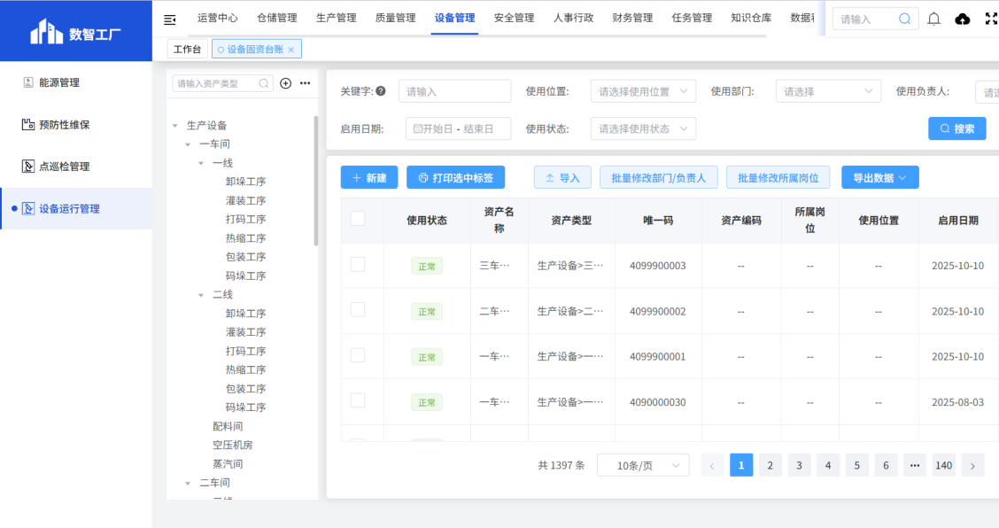 数智工厂
运营中心 仓储管理 生产管理 质量管理 设备管理 安全管理 人事行政 财务管理 任务管理 知识仓库 数据 请输入
工作台 设备固资台账 ×
能源管理
预防性维保
点巡检管理
设备运行管理
请输入资产类型
生产设备
一车间
一线
卸垛工序
灌装工序
打码工序
热缩工序
包装工序
码垛工序
二线
卸垛工序
灌装工序
打码工序
热缩工序
包装工序
码垛工序
配料间
空压机房
蒸汽间
二车间
关键字: 请输入 使用位置: 请选择使用位置 使用部门: 请选择 使用负责人:
启用日期: 开始日 - 结束日 使用状态: 请选择使用状态 搜索
新建 打印选中标签 导入 批量修改部门/负责人 批量修改所属岗位 导出数据
使用状态 资产名称 资产类型 唯一码 资产编码 所属岗位 使用位置 启用日期
正常 三车… 生产设备>三… 4099900003 -- -- -- 2025-10-10
正常 二车… 生产设备>二… 4099900002 -- -- -- 2025-10-10
正常 一车… 生产设备>一… 4099900001 -- -- -- 2025-10-10
正常 一车… 生产设备>一… 4090000030 -- -- -- 2025-08-03
共 1397 条 10条/页 < 1 2 3 4 5 6 ••• 140 >